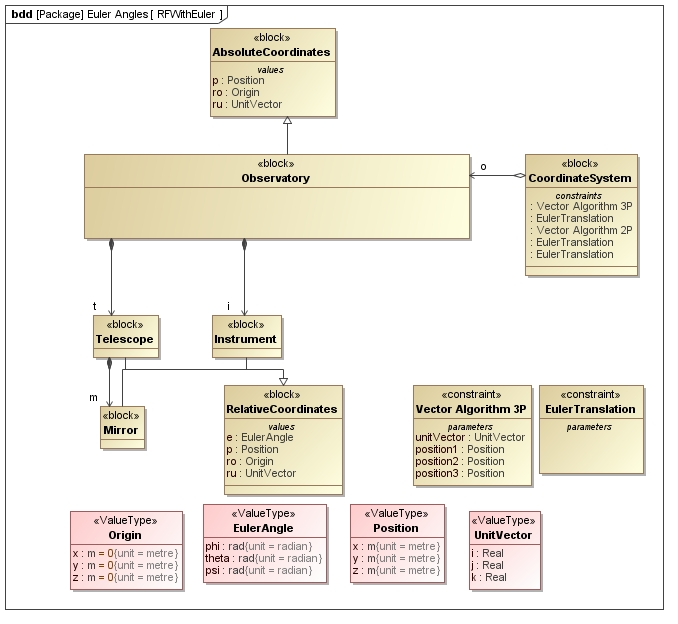 bdd [Package] Euler Angles[ RFWithEuler ]
«block»
AbsoluteCoordinates
values
p : Position
ro : Origin
ru : UnitVector
«block»
Observatory
o
«block»
CoordinateSystem
constraints
: Vector Algorithm 3P
: EulerTranslation
: Vector Algorithm 2P
: EulerTranslation
: EulerTranslation
t
i
«block»
Telescope
«block»
Instrument
m
«block»
Mirror
«block»
RelativeCoordinates
values
e : EulerAngle
p : Position
ro : Origin
ru : UnitVector
«constraint»
Vector Algorithm 3P
parameters
unitVector : UnitVector
position1 : Position
position2 : Position
position3 : Position
«constraint»
EulerTranslation
parameters
«ValueType»
Origin
x : m = 0{unit = metre}
y : m = 0{unit = metre}
z : m = 0{unit = metre}
«ValueType»
EulerAngle
phi : rad{unit = radian}
theta : rad{unit = radian}
psi : rad{unit = radian}
«ValueType»
Position
x : m{unit = metre}
y : m{unit = metre}
z : m{unit = metre}
«ValueType»
UnitVector
i : Real
j : Real
k : Real